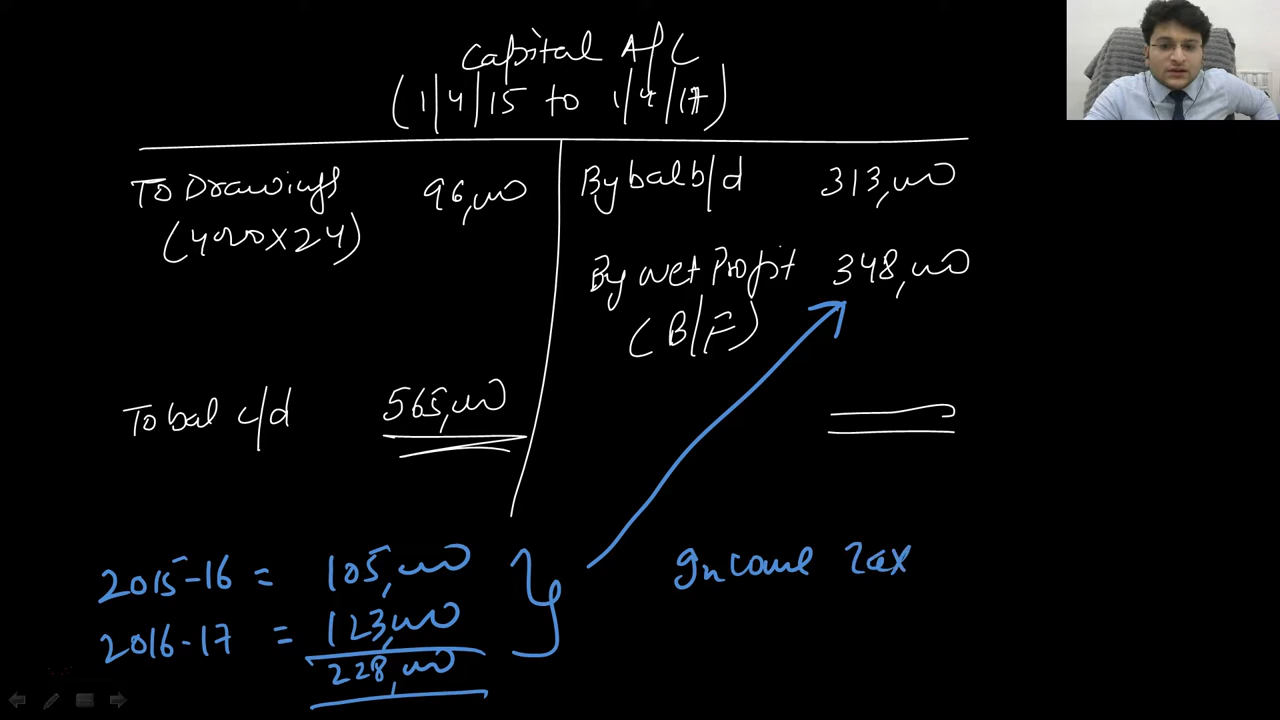 Capital A/C
(1/4/15 to 1/4/17)
To Drawings 96,000
(4000x24)
By bal b/d 313,000
By Net Profit 348,000
(B/F)
To bal c/d 565,000
2015-16 = 105,000
2016-17 = 123,000
228,000
Income Tax